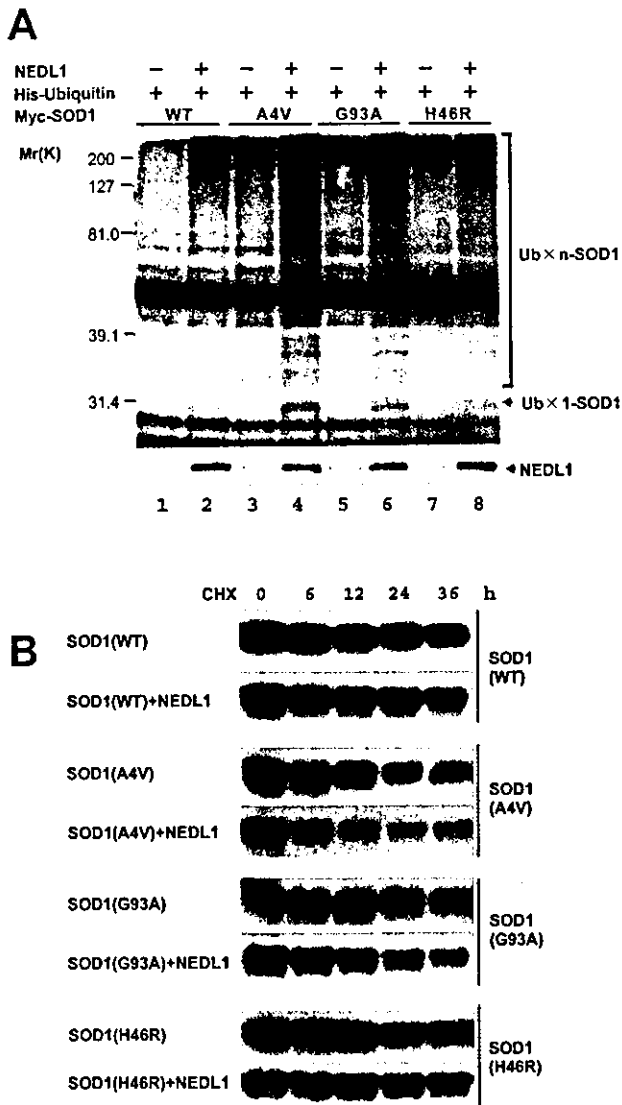 A
NEDL1 − + − + − + − +
His-Ubiquitin + + + + + + + +
Myc-SOD1 WT A4V G93A H46R
Mr(K)
200
127
81.0
Ub×n-SOD1
39.1
31.4
Ub×1-SOD1
NEDL1
1 2 3 4 5 6 7 8
CHX 0 6 12 24 36 h
B
SOD1(WT)
SOD1(WT)+NEDL1
SOD1
(WT)
SOD1(A4V)
SOD1(A4V)+NEDL1
SOD1
(A4V)
SOD1(G93A)
SOD1(G93A)+NEDL1
SOD1
(G93A)
SOD1(H46R)
SOD1(H46R)+NEDL1
SOD1
(H46R)